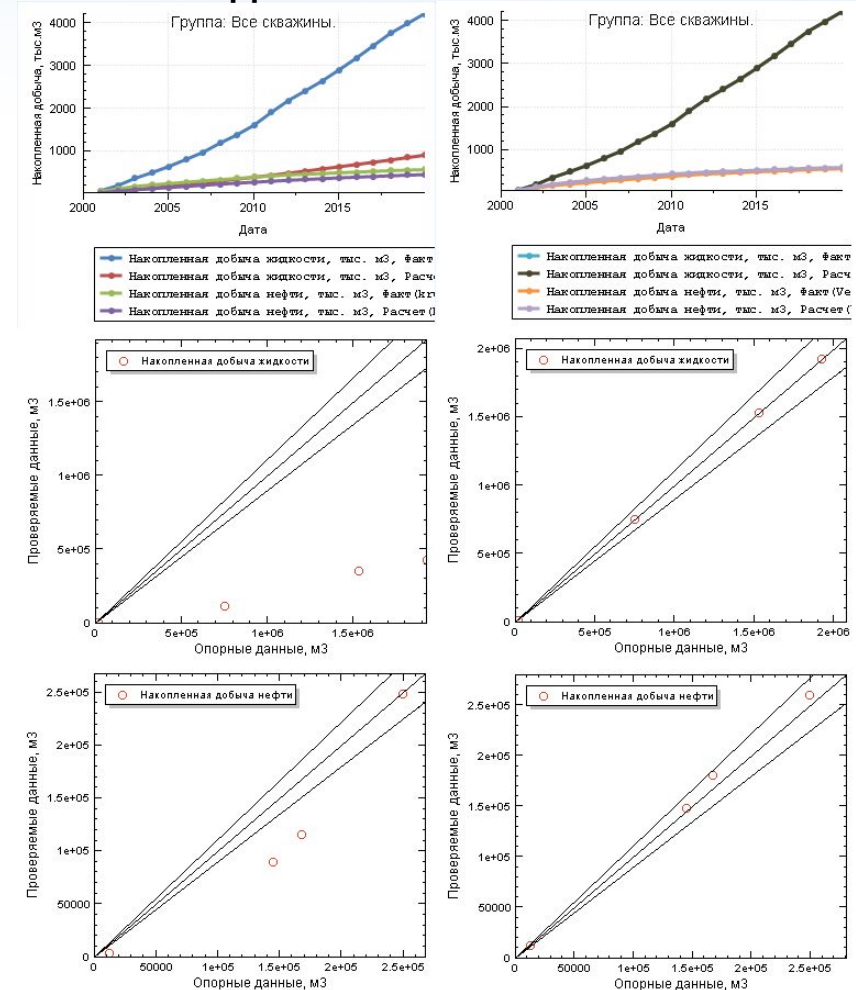 Группа: Все скважины.
Накопленная добыча, тыс.м3
4000
3000
2000
1000
2000 2005 2010 2015
Дата
Накопленная добыча жидкости, тыс. м3, Факт
Накопленная добыча жидкости, тыс. м3,
Накопленная добыча нефти, тыс. м3, Факт
Накопленная добыча нефти, тыс. м3, Расчет
Группа: Все скважины.
Накопленная добыча, тыс.м3
4000
3000
2000
1000
2000 2005 2010 2015
Дата
Накопленная добыча жидкости, тыс. м3, Факт
Накопленная добыча жидкости, тыс. м3,
Накопленная добыча нефти, тыс. м3, Факт(Ve
Накопленная добыча нефти, тыс. м3, Расчет
Накопленная добыча жидкости
Проверяемые данные, м3
1.5e+06
1e+06
5e+05
0
0 5e+05 1e+06 1.5e+06
Опорные данные, м3
Накопленная добыча жидкости
Проверяемые данные, м3
2e+06
1.5e+06
1e+06
5e+05
0
0 5e+05 1e+06 1.5e+06 2e+06
Опорные данные, м3
Накопленная добыча нефти
Проверяемые данные, м3
2.5e+05
2e+05
1.5e+05
1e+05
50000
0
0 50000 1e+05 1.5e+05 2e+05 2.5e+05
Опорные данные, м3
Накопленная добыча нефти
Проверяемые данные, м3
2.5e+05
2e+05
1.5e+05
1e+05
50000
0
0 50000 1e+05 1.5e+05 2e+05 2.5e+05
Опорные данные, м3